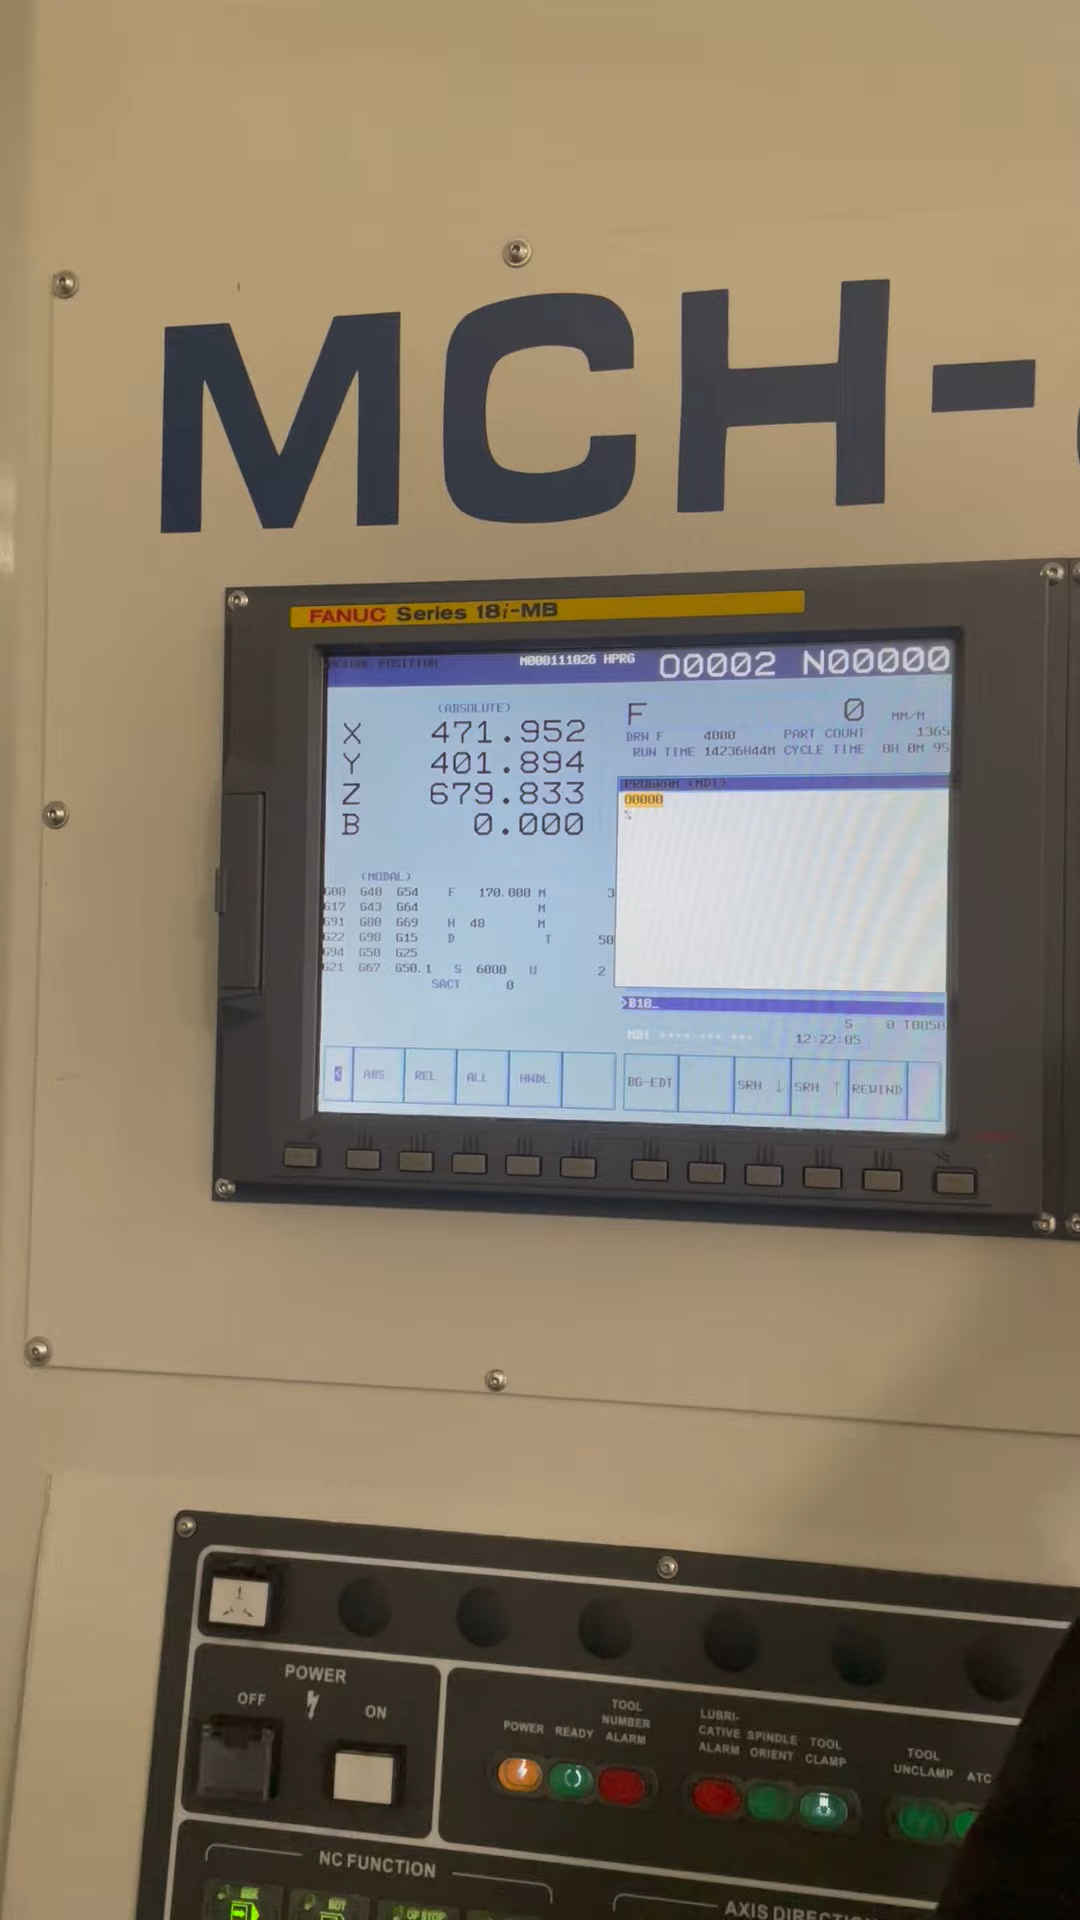 MCH-
FANUC Series 18i-MB
ACTUAL POSITION M000111026 HPRG O0002 N00000
(ABSOLUTE)
X 471.952
Y 401.894
Z 679.833
B 0.000
F 0 MM/M
DRN F 4000 PART COUNT 1365
RUN TIME 14236H44M CYCLE TIME 0H 0M 9S
PROGRAM (MDI)
O0000
%
(MODAL)
G00 G40 G54 F 170.000 M 3
G17 G43 G64 M
G91 G80 G69 H 48 M
G22 G98 G15 D T 50
G94 G50 G25
G21 G67 G50.1 S 6000 U 2
SACT 0
>B18_
S 0 T0050
MDI **** *** *** 12:22:05
< ABS REL ALL HNDL BG-EDT SRH ↓ SRH ↑ REWIND
POWER
OFF ON
POWER READY TOOL NUMBER ALARM
LUBRI-CATIVE ALARM SPINDLE ORIENT TOOL CLAMP
TOOL UNCLAMP ATC
NC FUNCTION
BDT
OP STOP